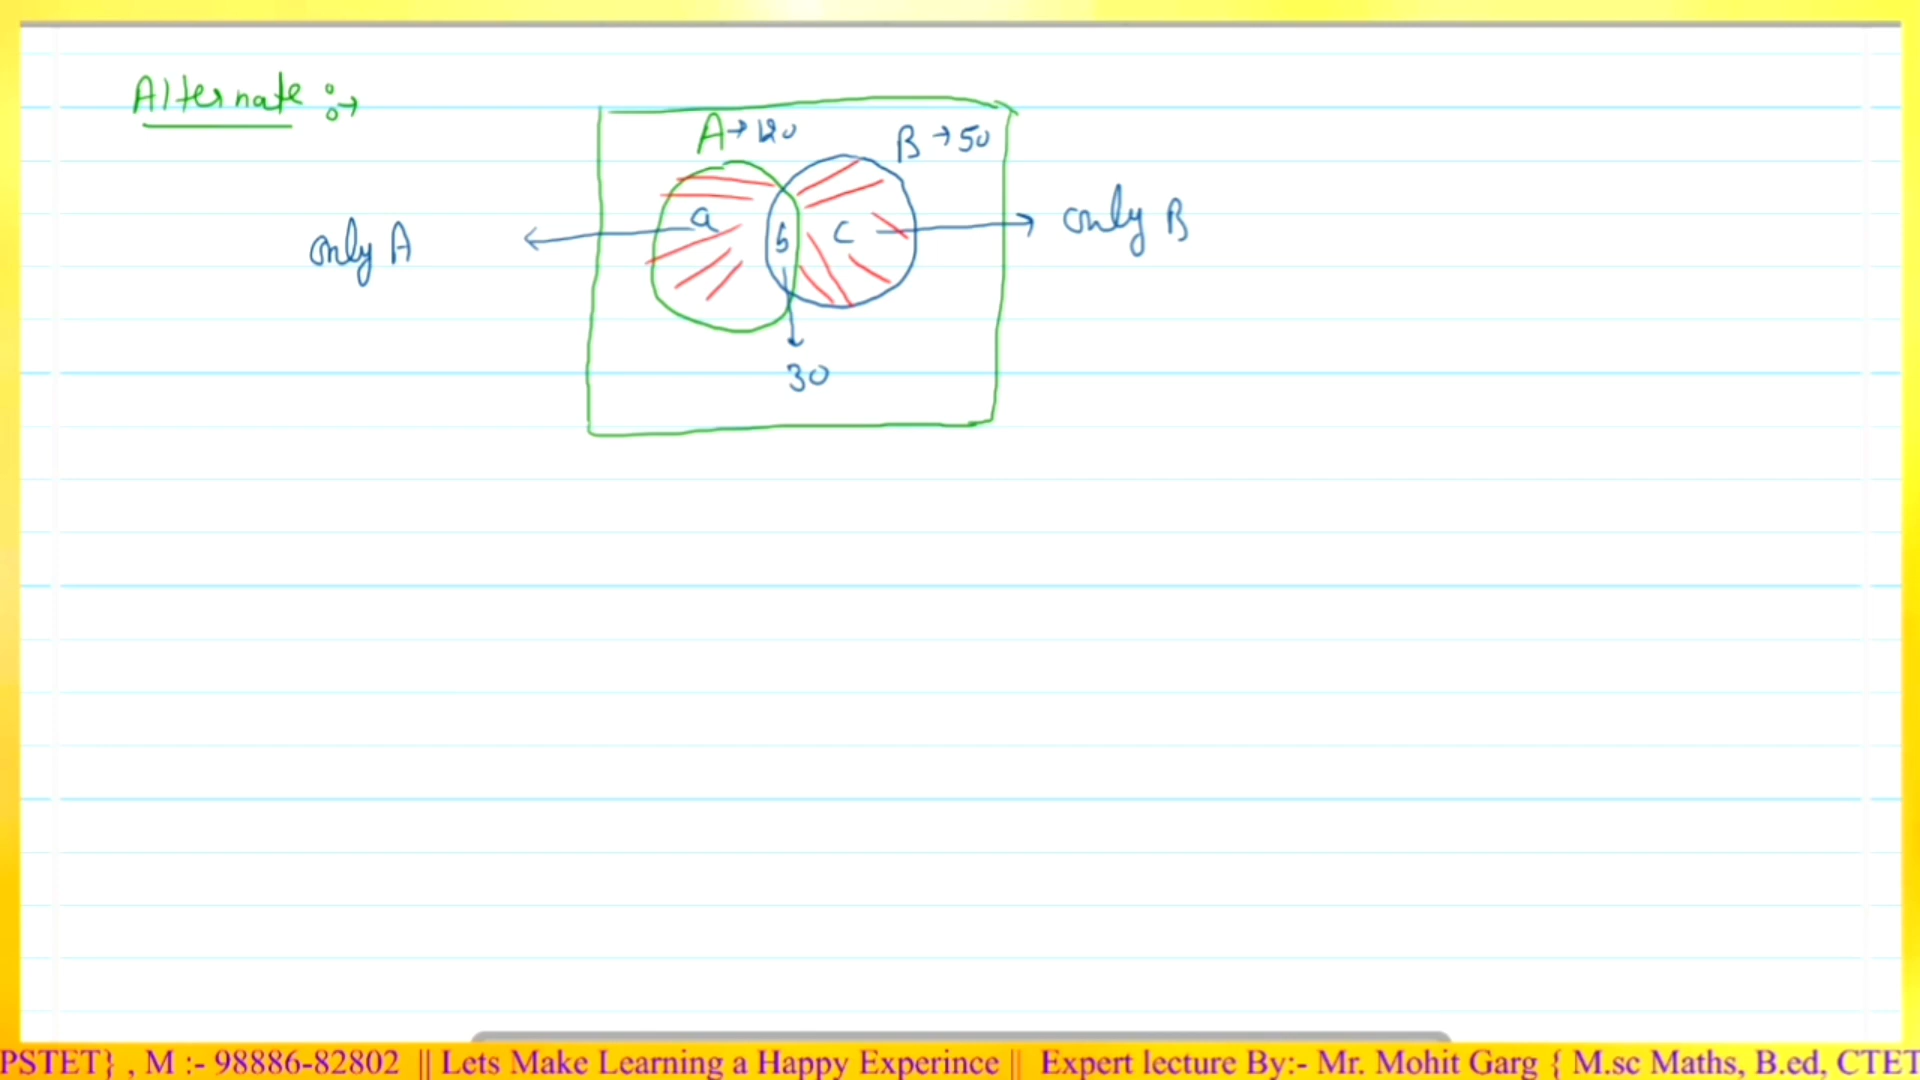 Alternate :→
A → 120
B → 50
only A
a
b
c
only B
30
PSTET} , M :- 98886-82802 || Lets Make Learning a Happy Experince || Expert lecture By:- Mr. Mohit Garg { M.sc Maths, B.ed, CTET